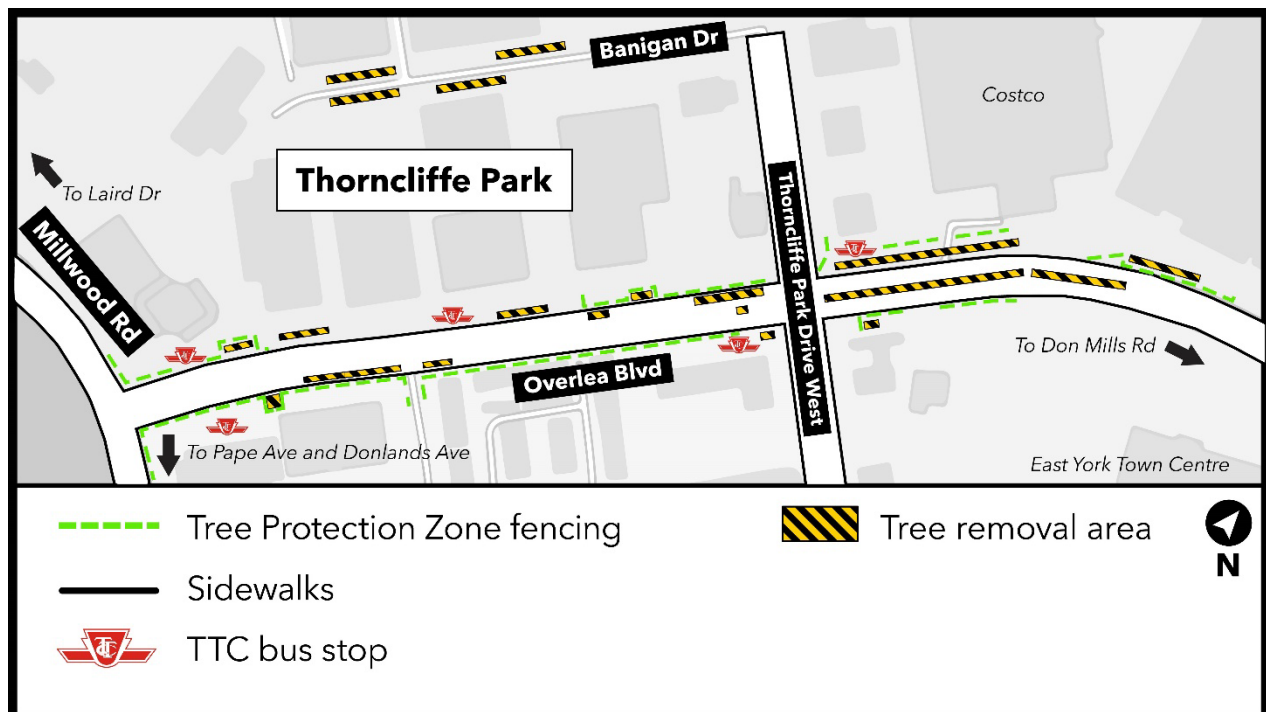 Banigan Dr
Costco
Thorncliffe Park
To Laird Dr
Millwood Rd
Thorncliffe Park Drive West
To Don Mills Rd
Overlea Blvd
To Pape Ave and Donlands Ave
East York Town Centre
Tree Protection Zone fencing
Tree removal area
N
Sidewalks
TTC bus stop